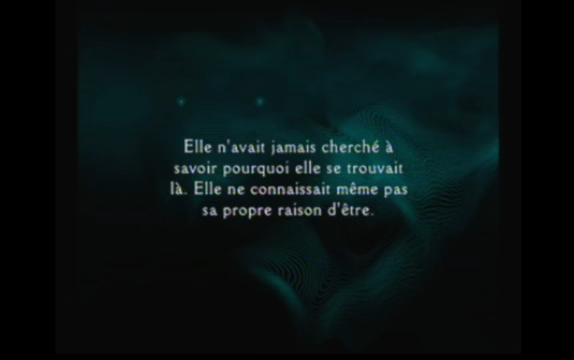 Elle n'avait jamais cherché à
savoir pourquoi elle se trouvait
là. Elle ne connaissait même pas
sa propre raison d'être.